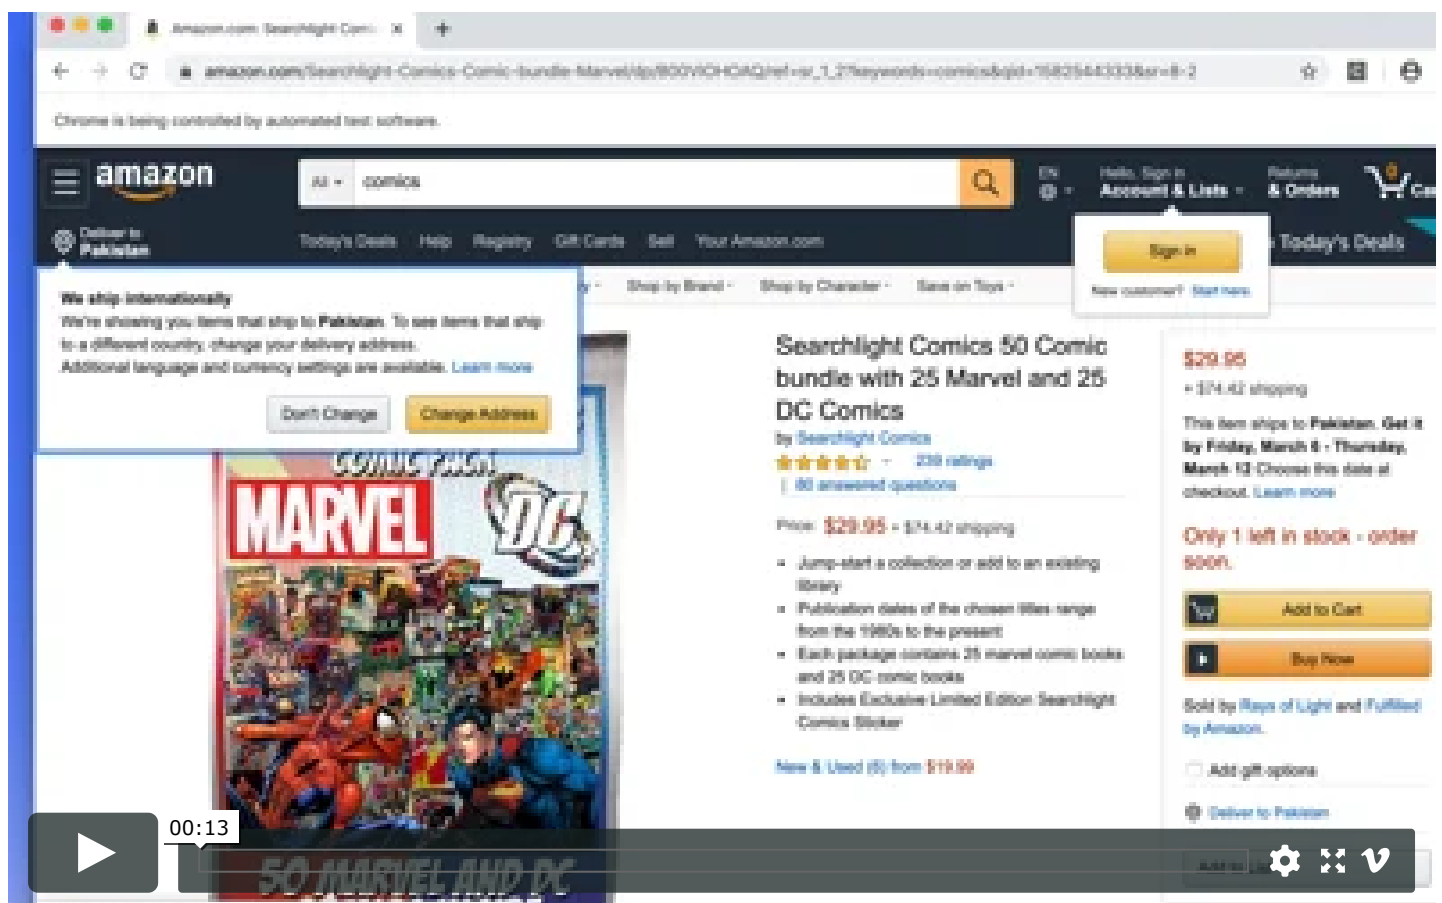 Amazon.com: Searchlight Com
amazon.com/Searchlight-Comics-Comic-bundle-Marvel/dp/B00VIOHOAQ/ref=sr_1_2?keywords=comics&qid=1582544333&sr=8-2
Chrome is being controlled by automated test software.
amazon
All
comics
EN
Hello, Sign in
Account & Lists
Returns
& Orders
0
Deliver to
Pakistan
Today's Deals Help Registry Gift Cards Sell Your Amazon.com
Today's Deals
Sign in
New customer? Start here.
We ship internationally
We're showing you items that ship to Pakistan. To see items that ship
to a different country, change your delivery address.
Additional language and currency settings are available. Learn more
Don't Change
Change Address
Shop by Brand Shop by Character Save on Toys
COMIC PACK
MARVEL
DC
50 MARVEL AND DC
Searchlight Comics 50 Comic
bundle with 25 Marvel and 25
DC Comics
by Searchlight Comics
239 ratings
| 80 answered questions
Price: $29.95 + $74.42 shipping
• Jump-start a collection or add to an existing
library
• Publication dates of the chosen titles range
from the 1980s to the present
• Each package contains 25 marvel comic books
and 25 DC comic books
• Includes Exclusive Limited Edition Searchlight
Comics Sticker
New & Used (6) from $19.99
$29.95
+ $74.42 shipping
This item ships to Pakistan. Get it
by Friday, March 6 - Thursday,
March 12 Choose this date at
checkout. Learn more
Only 1 left in stock - order
soon.
Add to Cart
Buy Now
Sold by Rays of Light and Fulfilled
by Amazon.
Add gift options
Deliver to Pakistan
Add to
00:13